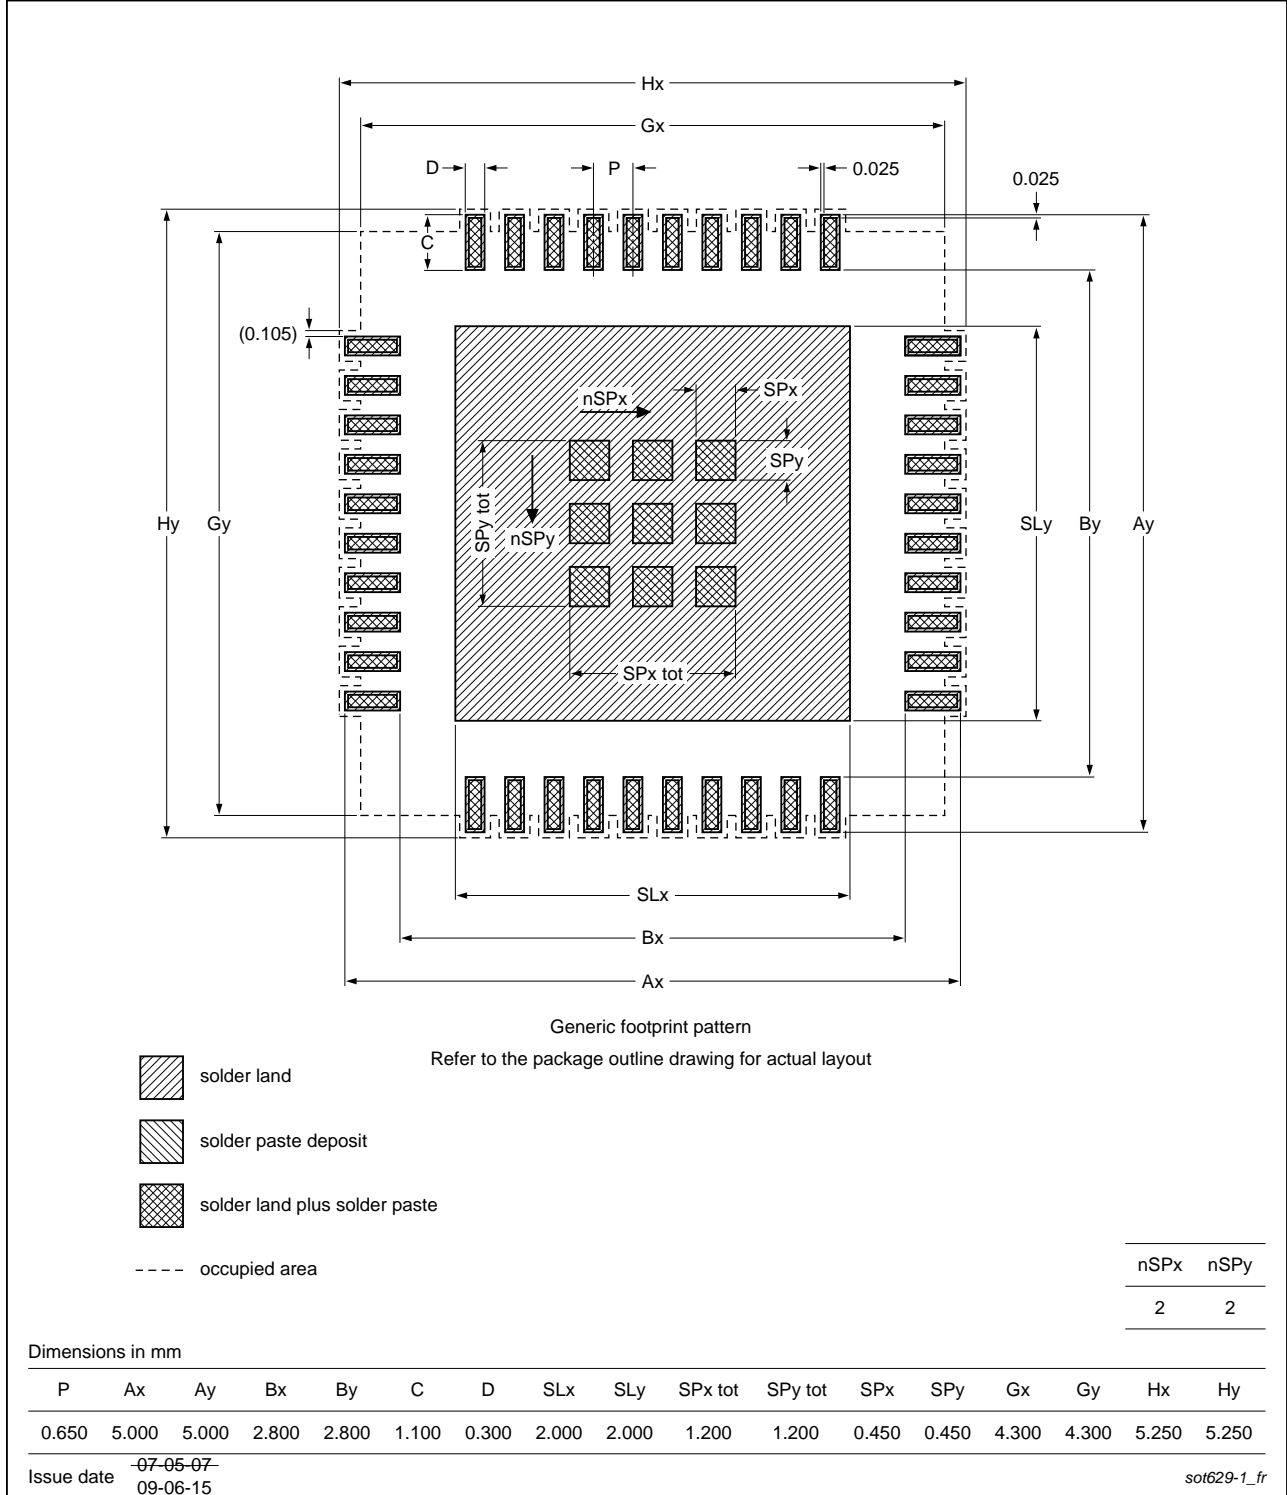 Hx
Gx
D
P
0.025
0.025
C
(0.105)
nSPx
SPx
SPy
SPy tot
nSPy
Hy
Gy
SLy
By
Ay
SPx tot
SLx
Bx
Ax
Generic footprint pattern
Refer to the package outline drawing for actual layout
solder land
solder paste deposit
solder land plus solder paste
occupied area
nSPx nSPy
2 2
Dimensions in mm
P Ax Ay Bx By C D SLx SLy SPx tot SPy tot SPx SPy Gx Gy Hx Hy
0.650 5.000 5.000 2.800 2.800 1.100 0.300 2.000 2.000 1.200 1.200 0.450 0.450 4.300 4.300 5.250 5.250
Issue date 07-05-07
09-06-15
sot629-1_fr